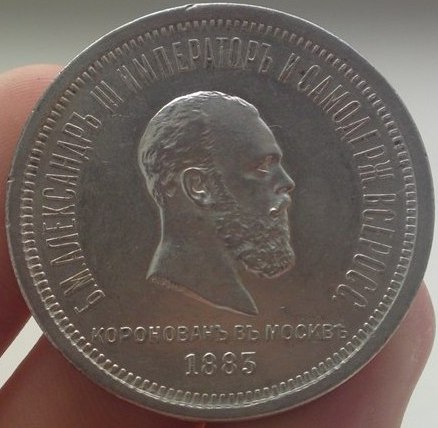 Б. М. АЛЕКСАНДРЪ III ИМПЕРАТОРЪ И САМОДЕРЖ. ВСЕРОСС.
КОРОНОВАНЪ ВЪ МОСКВѢ
1883